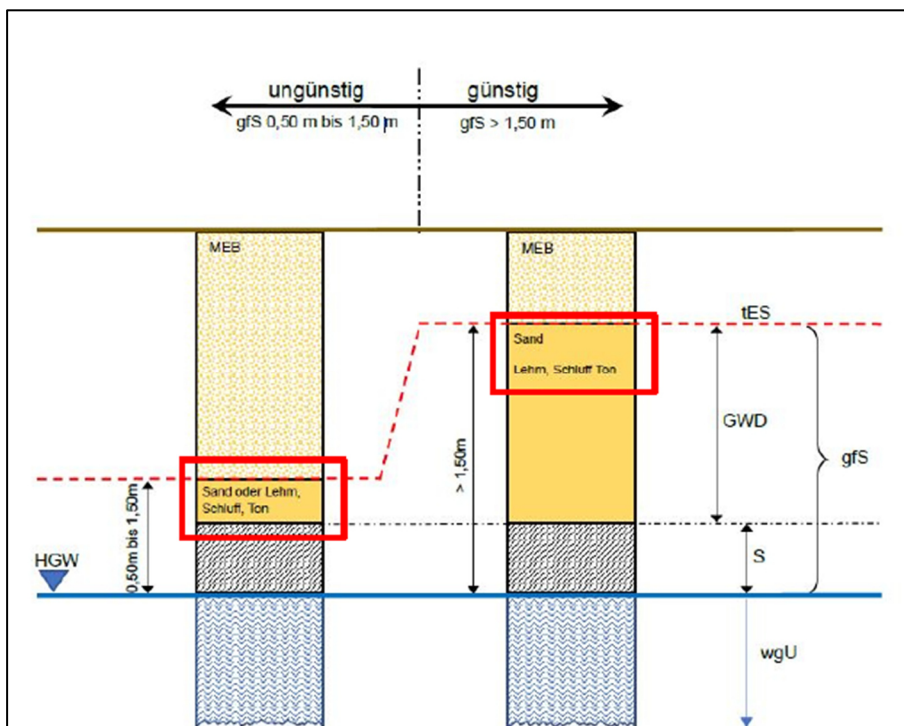 ungünstig
günstig
gfS 0,50 m bis 1,50 m
gfS > 1,50 m
MEB
MEB
tES
Sand
Lehm, Schluff Ton
GWD
gfS
> 1,50m
Sand oder Lehm,
Schluff, Ton
0,50m bis 1,50m
S
HGW
wgU